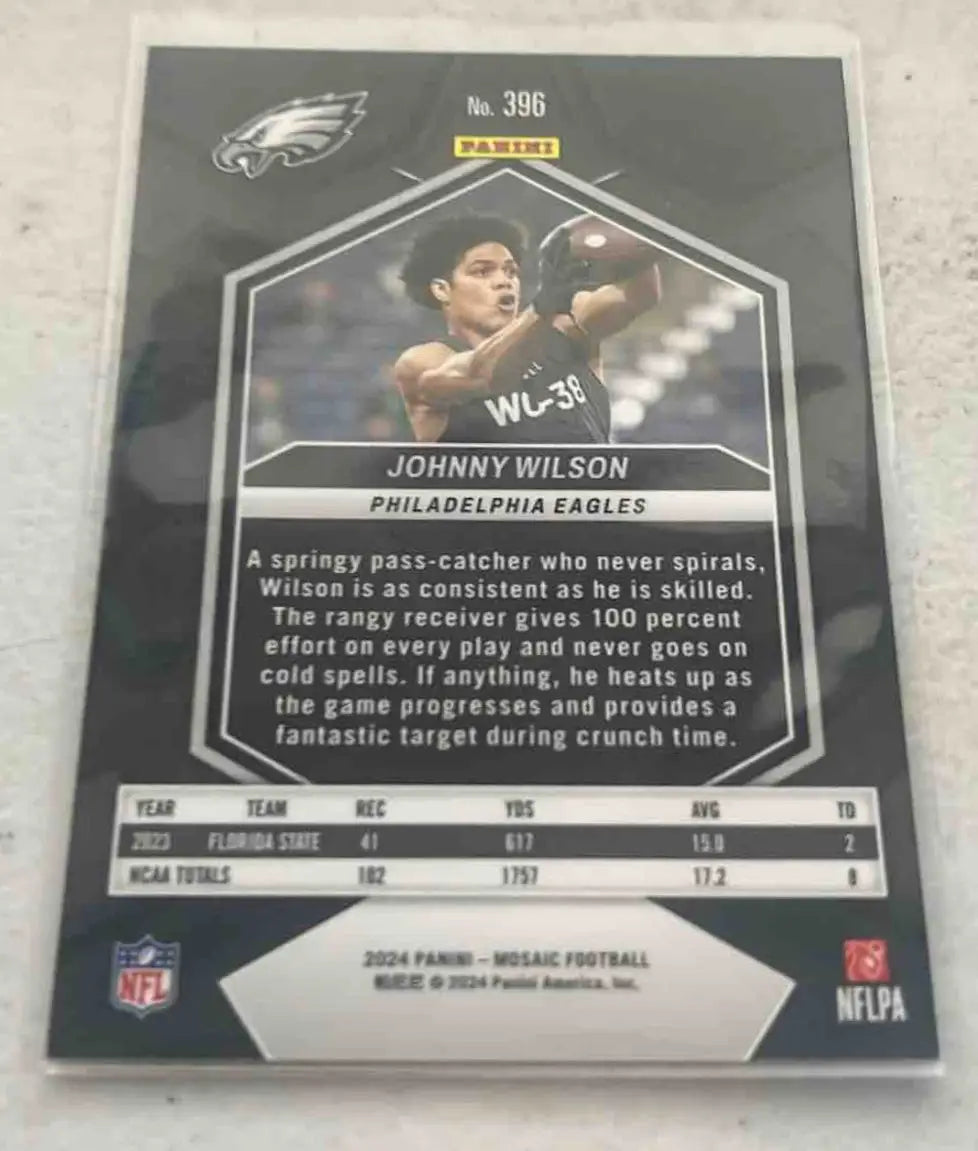 No. 396
PANINI
WO-38
JOHNNY WILSON
PHILADELPHIA EAGLES
A springy pass-catcher who never spirals,
Wilson is as consistent as he is skilled.
The rangy receiver gives 100 percent
effort on every play and never goes on
cold spells. If anything, he heats up as
the game progresses and provides a
fantastic target during crunch time.
YEAR TEAM REC YDS AVG TD
2023 FLORIDA STATE 41 617 15.0 2
NCAA TOTALS 102 1757 17.2 8
2024 PANINI – MOSAIC FOOTBALL
© 2024 Panini America, Inc.
NFL
NFLPA